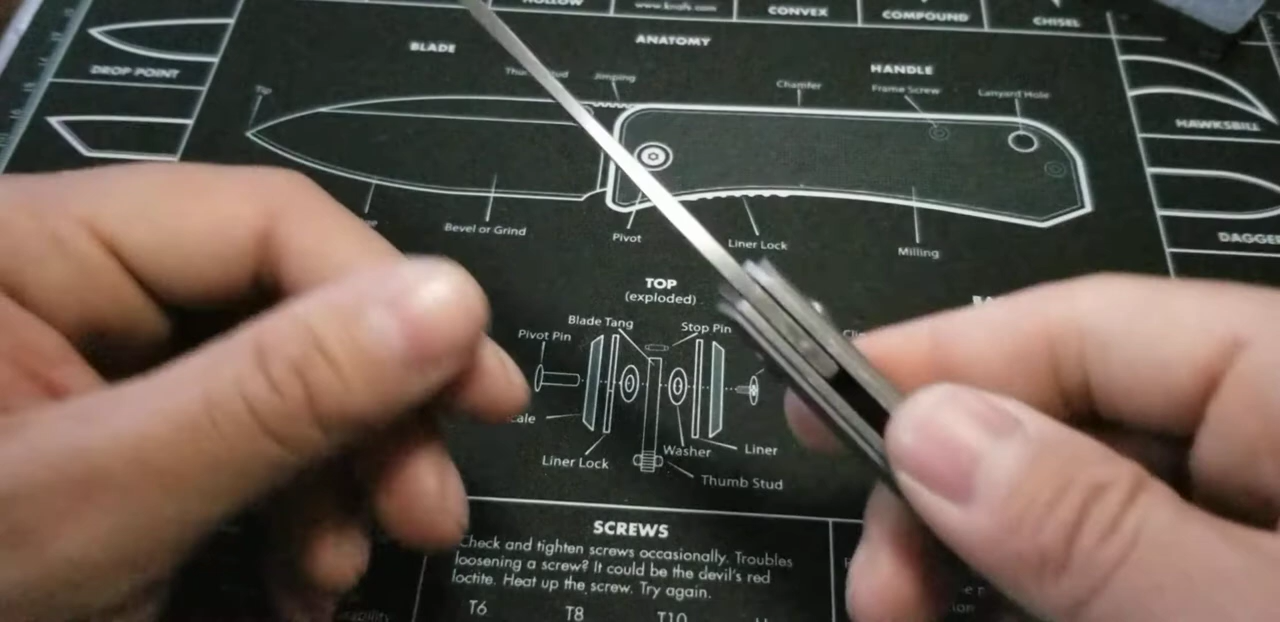 HOLLOW
www.knafs.com
CONVEX
COMPOUND
CHISEL
BLADE
ANATOMY
HANDLE
DROP POINT
Jimping
Chamfer
Frame Screw
Lanyard Hole
Tip
HAWKSBILL
Bevel or Grind
Pivot
Liner Lock
Milling
DAGGER
TOP
(exploded)
Blade Tang
Stop Pin
Pivot Pin
Washer
Liner
Liner Lock
Thumb Stud
SCREWS
Check and tighten screws occasionally. Troubles
loosening a screw? It could be the devil's red
loctite. Heat up the screw. Try again.
T6 T8 T10